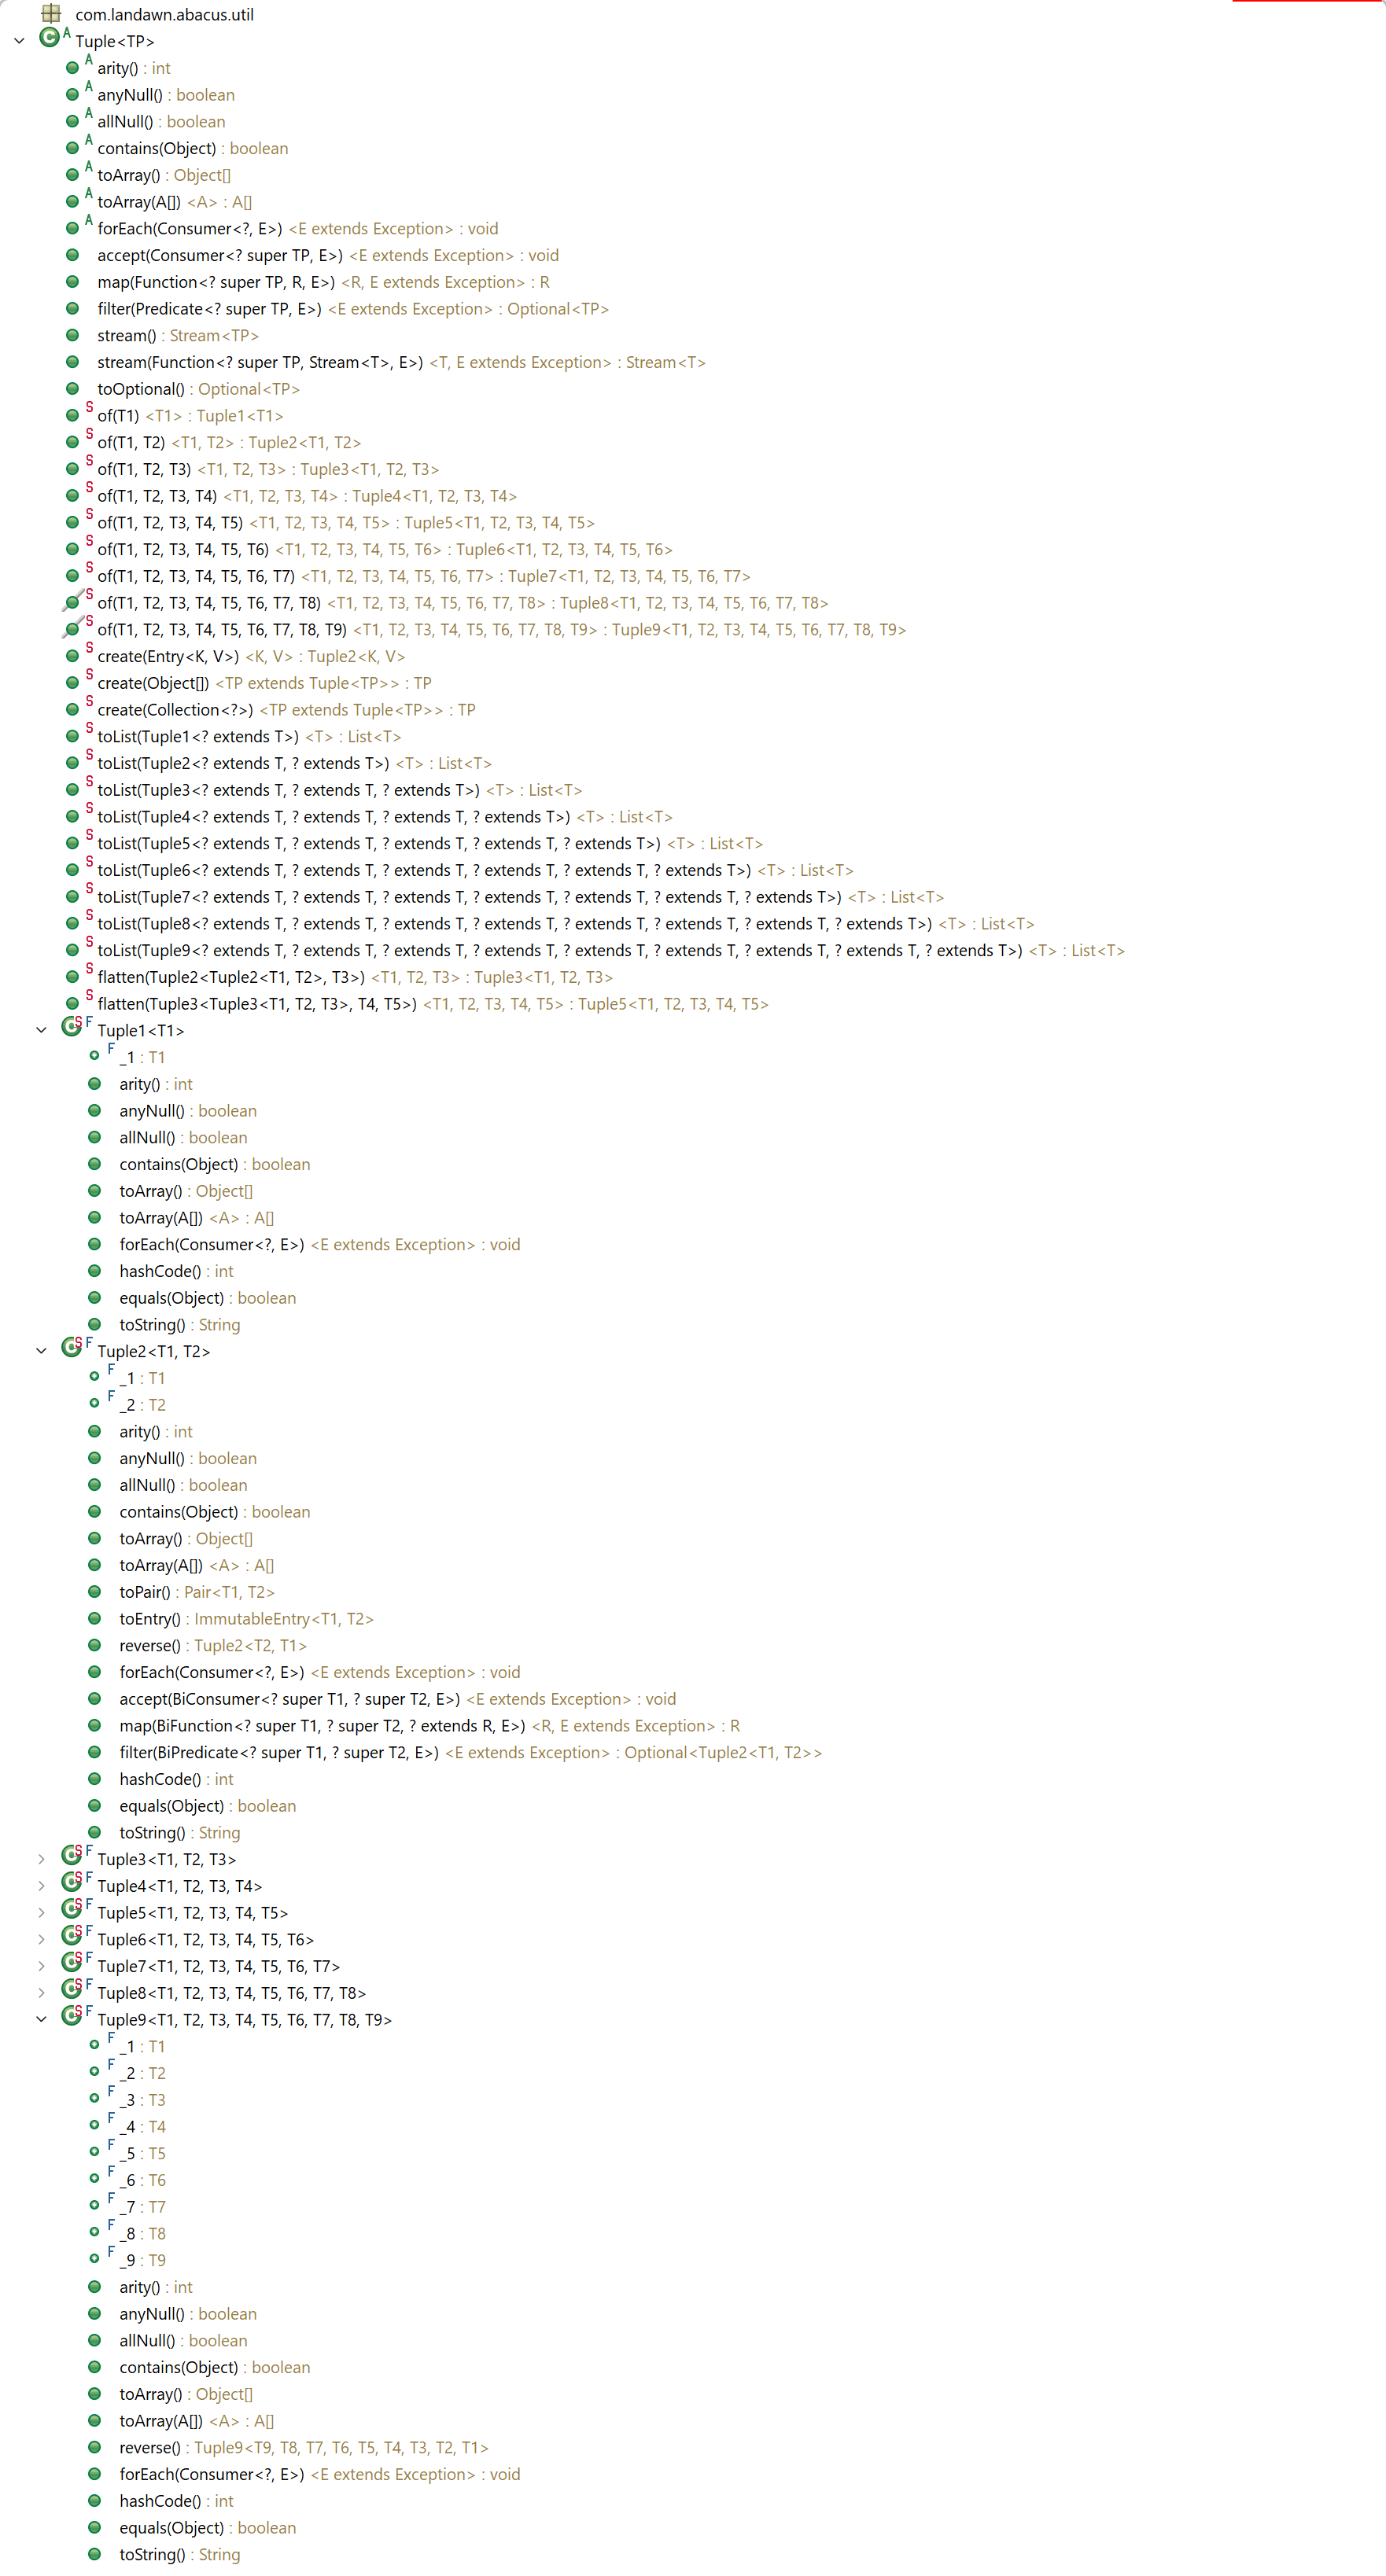 com.landawn.abacus.util
Tuple<TP>
arity() : int
anyNull() : boolean
allNull() : boolean
contains(Object) : boolean
toArray() : Object[]
toArray(A[]) <A> : A[]
forEach(Consumer<?, E>) <E extends Exception> : void
accept(Consumer<? super TP, E>) <E extends Exception> : void
map(Function<? super TP, R, E>) <R, E extends Exception> : R
filter(Predicate<? super TP, E>) <E extends Exception> : Optional<TP>
stream() : Stream<TP>
stream(Function<? super TP, Stream<T>, E>) <T, E extends Exception> : Stream<T>
toOptional() : Optional<TP>
of(T1) <T1> : Tuple1<T1>
of(T1, T2) <T1, T2> : Tuple2<T1, T2>
of(T1, T2, T3) <T1, T2, T3> : Tuple3<T1, T2, T3>
of(T1, T2, T3, T4) <T1, T2, T3, T4> : Tuple4<T1, T2, T3, T4>
of(T1, T2, T3, T4, T5) <T1, T2, T3, T4, T5> : Tuple5<T1, T2, T3, T4, T5>
of(T1, T2, T3, T4, T5, T6) <T1, T2, T3, T4, T5, T6> : Tuple6<T1, T2, T3, T4, T5, T6>
of(T1, T2, T3, T4, T5, T6, T7) <T1, T2, T3, T4, T5, T6, T7> : Tuple7<T1, T2, T3, T4, T5, T6, T7>
of(T1, T2, T3, T4, T5, T6, T7, T8) <T1, T2, T3, T4, T5, T6, T7, T8> : Tuple8<T1, T2, T3, T4, T5, T6, T7, T8>
of(T1, T2, T3, T4, T5, T6, T7, T8, T9) <T1, T2, T3, T4, T5, T6, T7, T8, T9> : Tuple9<T1, T2, T3, T4, T5, T6, T7, T8, T9>
create(Entry<K, V>) <K, V> : Tuple2<K, V>
create(Object[]) <TP extends Tuple<TP>> : TP
create(Collection<?>) <TP extends Tuple<TP>> : TP
toList(Tuple1<? extends T>) <T> : List<T>
toList(Tuple2<? extends T, ? extends T>) <T> : List<T>
toList(Tuple3<? extends T, ? extends T, ? extends T>) <T> : List<T>
toList(Tuple4<? extends T, ? extends T, ? extends T, ? extends T>) <T> : List<T>
toList(Tuple5<? extends T, ? extends T, ? extends T, ? extends T, ? extends T>) <T> : List<T>
toList(Tuple6<? extends T, ? extends T, ? extends T, ? extends T, ? extends T, ? extends T>) <T> : List<T>
toList(Tuple7<? extends T, ? extends T, ? extends T, ? extends T, ? extends T, ? extends T, ? extends T>) <T> : List<T>
toList(Tuple8<? extends T, ? extends T, ? extends T, ? extends T, ? extends T, ? extends T, ? extends T, ? extends T>) <T> : List<T>
toList(Tuple9<? extends T, ? extends T, ? extends T, ? extends T, ? extends T, ? extends T, ? extends T, ? extends T, ? extends T>) <T> : List<T>
flatten(Tuple2<Tuple2<T1, T2>, T3>) <T1, T2, T3> : Tuple3<T1, T2, T3>
flatten(Tuple3<Tuple3<T1, T2, T3>, T4, T5>) <T1, T2, T3, T4, T5> : Tuple5<T1, T2, T3, T4, T5>
Tuple1<T1>
_1 : T1
arity() : int
anyNull() : boolean
allNull() : boolean
contains(Object) : boolean
toArray() : Object[]
toArray(A[]) <A> : A[]
forEach(Consumer<?, E>) <E extends Exception> : void
hashCode() : int
equals(Object) : boolean
toString() : String
Tuple2<T1, T2>
_1 : T1
_2 : T2
arity() : int
anyNull() : boolean
allNull() : boolean
contains(Object) : boolean
toArray() : Object[]
toArray(A[]) <A> : A[]
toPair() : Pair<T1, T2>
toEntry() : ImmutableEntry<T1, T2>
reverse() : Tuple2<T2, T1>
forEach(Consumer<?, E>) <E extends Exception> : void
accept(BiConsumer<? super T1, ? super T2, E>) <E extends Exception> : void
map(BiFunction<? super T1, ? super T2, ? extends R, E>) <R, E extends Exception> : R
filter(BiPredicate<? super T1, ? super T2, E>) <E extends Exception> : Optional<Tuple2<T1, T2>>
hashCode() : int
equals(Object) : boolean
toString() : String
Tuple3<T1, T2, T3>
Tuple4<T1, T2, T3, T4>
Tuple5<T1, T2, T3, T4, T5>
Tuple6<T1, T2, T3, T4, T5, T6>
Tuple7<T1, T2, T3, T4, T5, T6, T7>
Tuple8<T1, T2, T3, T4, T5, T6, T7, T8>
Tuple9<T1, T2, T3, T4, T5, T6, T7, T8, T9>
_1 : T1
_2 : T2
_3 : T3
_4 : T4
_5 : T5
_6 : T6
_7 : T7
_8 : T8
_9 : T9
arity() : int
anyNull() : boolean
allNull() : boolean
contains(Object) : boolean
toArray() : Object[]
toArray(A[]) <A> : A[]
reverse() : Tuple9<T9, T8, T7, T6, T5, T4, T3, T2, T1>
forEach(Consumer<?, E>) <E extends Exception> : void
hashCode() : int
equals(Object) : boolean
toString() : String